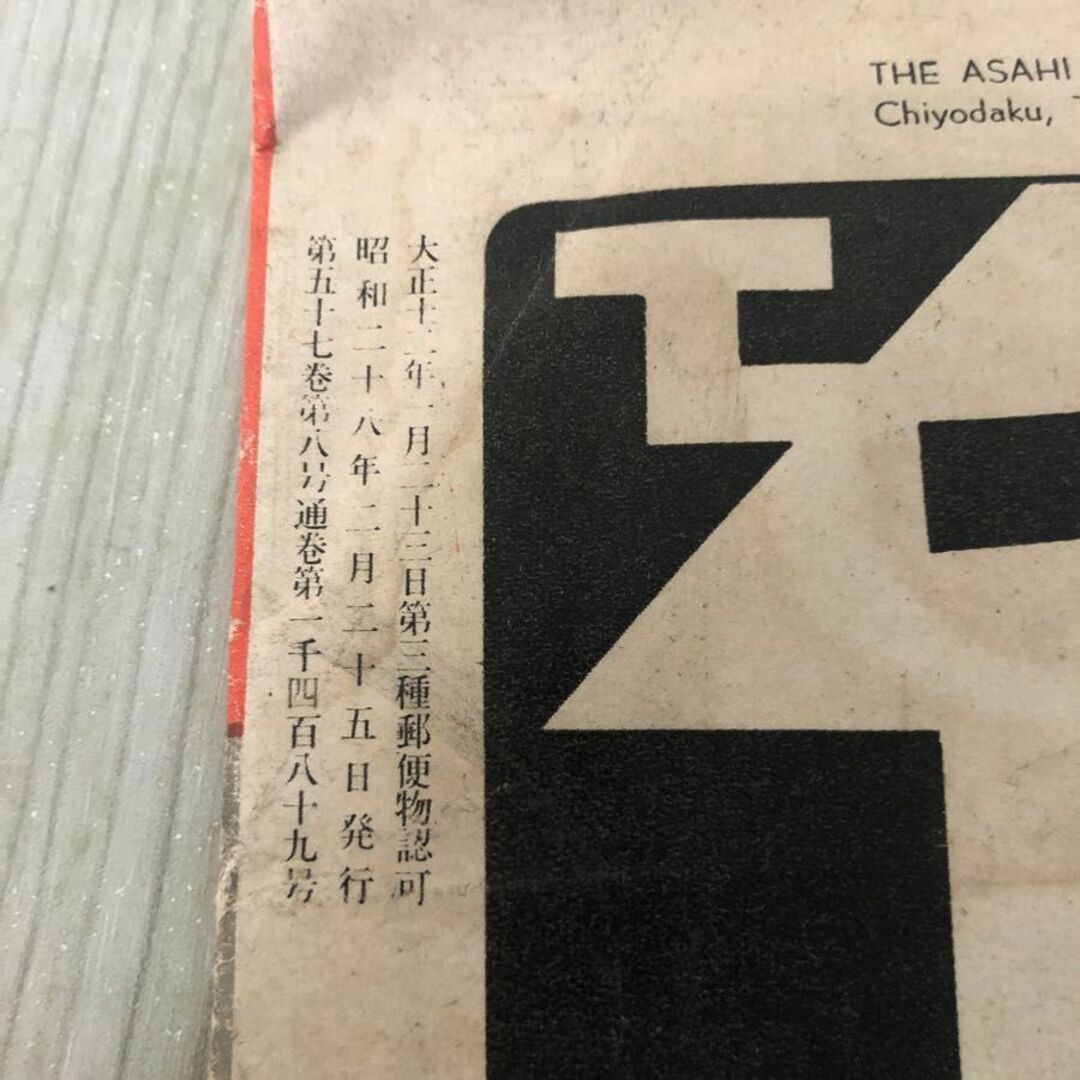 THE ASAHI
Chiyodaku,
大正十二年一月二十三日第三種郵便物認可
昭和二十八年二月二十五日発行
第五十七巻第八号通巻第一千四百八十九号